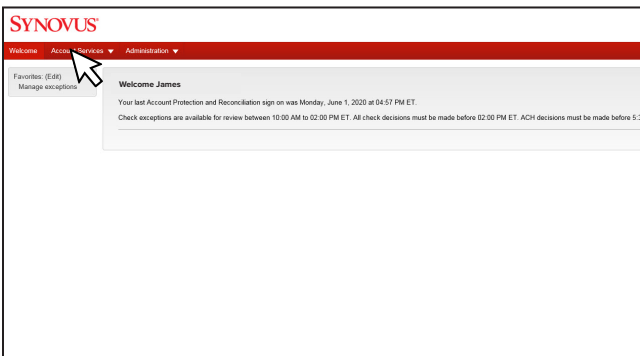 SYNOVUS®
Welcome Account Services ▼ Administration ▼
Favorites: (Edit)
Manage exceptions
Welcome James
Your last Account Protection and Reconciliation sign on was Monday, June 1, 2020 at 04:57 PM ET.
Check exceptions are available for review between 10:00 AM to 02:00 PM ET. All check decisions must be made before 02:00 PM ET. ACH decisions must be made before 5: